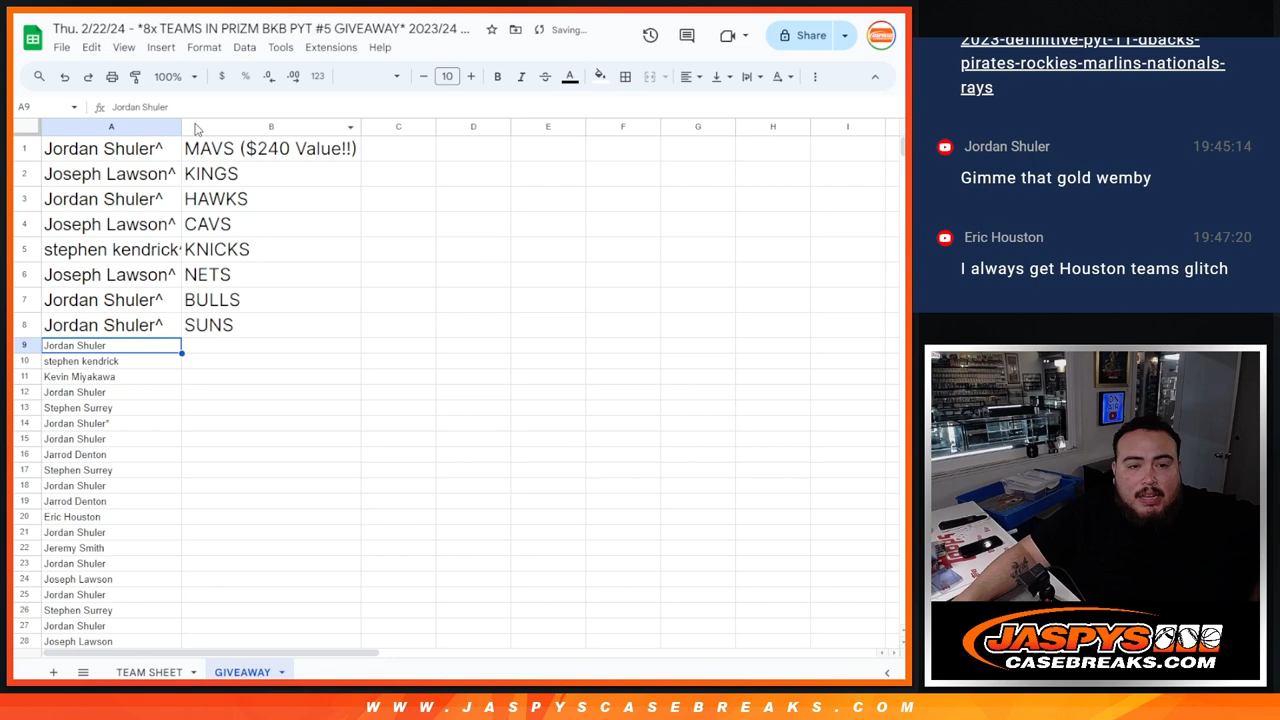 Thu. 2/22/24 - *8x TEAMS IN PRIZM BKB PYT #5 GIVEAWAY* 2023/24 ...
Saving...
Share
File Edit View Insert Format Data Tools Extensions Help
100% $ % .0 .00 123 10 B I A
A9 fx Jordan Shuler
A B C D E F G H I
1 Jordan Shuler^ MAVS ($240 Value!!)
2 Joseph Lawson^ KINGS
3 Jordan Shuler^ HAWKS
4 Joseph Lawson^ CAVS
5 stephen kendrick^ KNICKS
6 Joseph Lawson^ NETS
7 Jordan Shuler^ BULLS
8 Jordan Shuler^ SUNS
9 Jordan Shuler
10 stephen kendrick
11 Kevin Miyakawa
12 Jordan Shuler
13 Stephen Surrey
14 Jordan Shuler*
15 Jordan Shuler
16 Jarrod Denton
17 Stephen Surrey
18 Jordan Shuler
19 Jarrod Denton
20 Eric Houston
21 Jordan Shuler
22 Jeremy Smith
23 Jordan Shuler
24 Joseph Lawson
25 Jordan Shuler
26 Stephen Surrey
27 Jordan Shuler
28 Joseph Lawson
TEAM SHEET GIVEAWAY
2023-definitive-pyt-11-dbacks-
pirates-rockies-marlins-nationals-
rays
Jordan Shuler 19:45:14
Gimme that gold wemby
Eric Houston 19:47:20
I always get Houston teams glitch
ON
AIR
JASPYS
CASEBREAKS.COM
WWW.JASPYSCASEBREAKS.COM